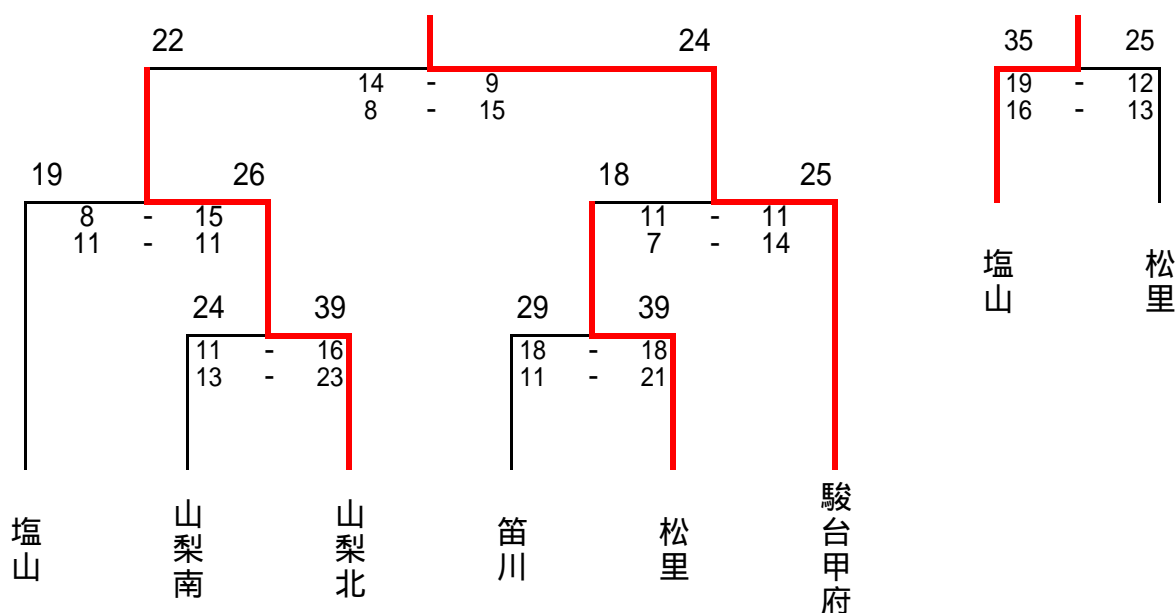 22 24 35 25
14 - 9 19 - 12
8 - 15 16 - 13
19 26 18 25
8 - 15 11 - 11
11 - 11 7 - 14
塩山 松里
24 39 29 39
11 - 16 18 - 18
13 - 23 11 - 21
塩山 山梨南 山梨北 笛川 松里 駿台甲府